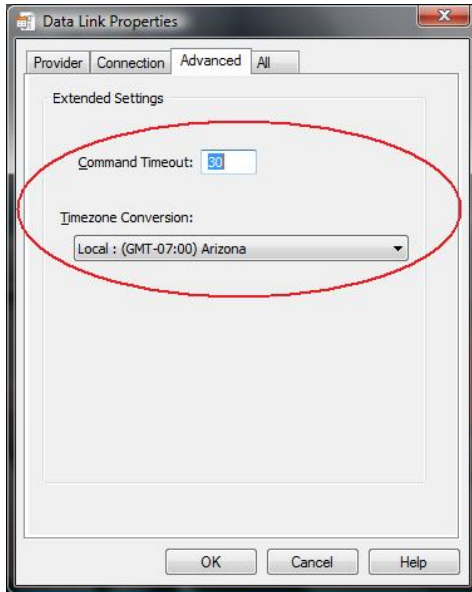 Data Link Properties
Provider Connection Advanced All
Extended Settings
Command Timeout: 30
Timezone Conversion:
Local : (GMT-07:00) Arizona
OK Cancel Help